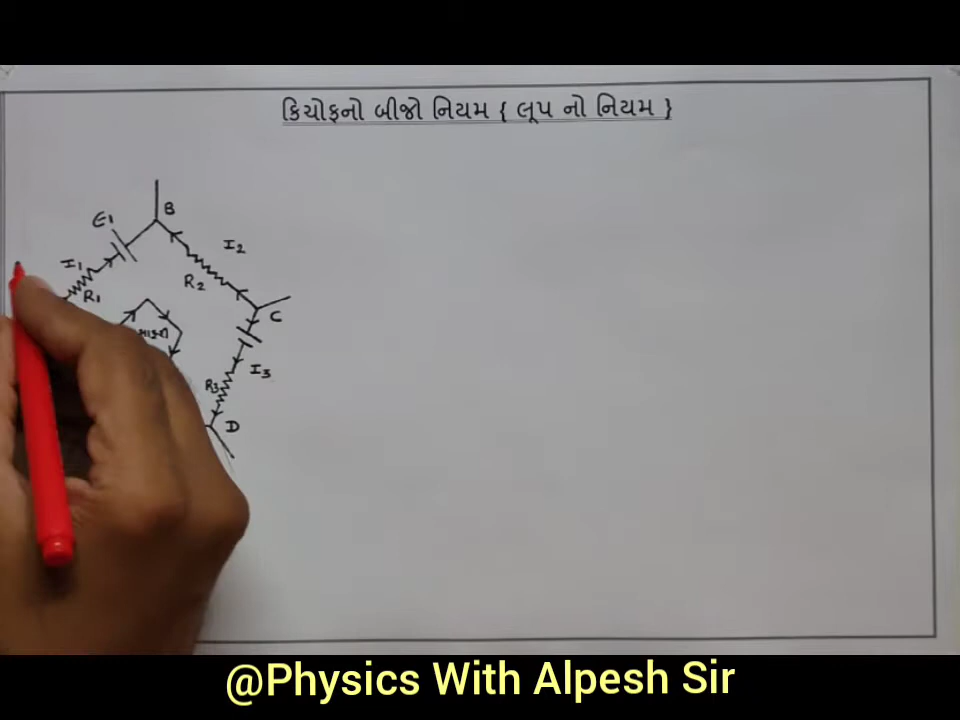 કિર્ચોફનો બીજો નિયમ { લૂપ નો નિયમ }
B
E1
I2
I1
R2
R1
C
I3
R3
D
@Physics With Alpesh Sir